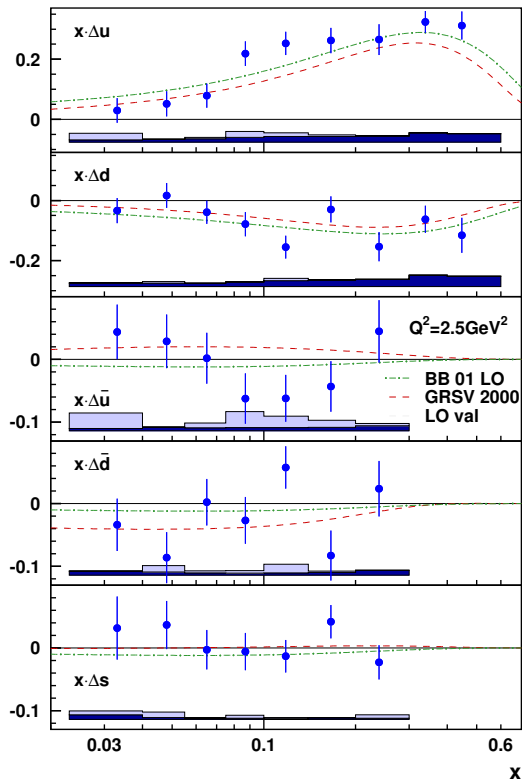 x·Δu
0.2
0
x·Δd
0
-0.2
Q²=2.5GeV²
0
BB 01 LO
GRSV 2000
LO val
-0.1
x·Δū
x·Δd̄
0
-0.1
0
x·Δs
-0.1
0.03 0.1 0.6
x